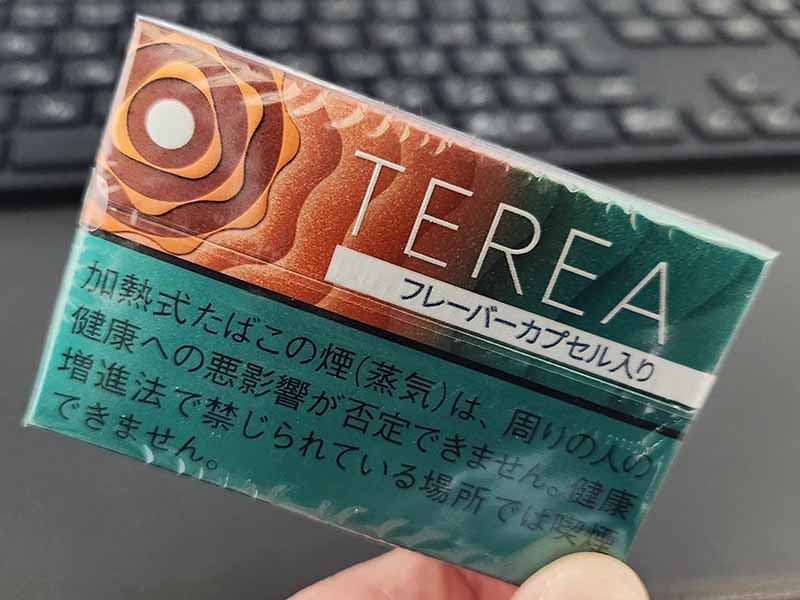 TEREA
フレーバーカプセル入り
加熱式たばこの煙(蒸気)は、周りの人の
健康への悪影響が否定できません。健康
増進法で禁じられている場所では喫煙
できません。